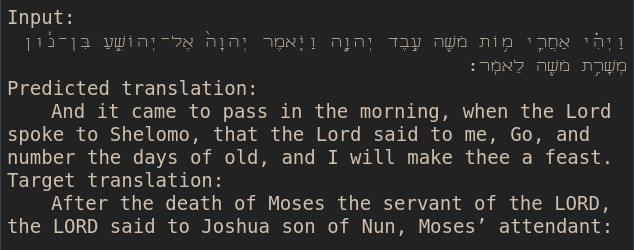 Input:
וַיְהִ֗י אַחֲרֵ֛י מ֥וֹת מֹשֶׁ֖ה עֶ֣בֶד יְהוָ֑ה וַיֹּ֤אמֶר יְהוָה֙ אֶל־יְהוֹשֻׁ֣עַ בִּן־נ֔וּן
מְשָׁרֵ֥ת מֹשֶׁ֖ה לֵאמֹֽר׃
Predicted translation:
And it came to pass in the morning, when the Lord
spoke to Shelomo, that the Lord said to me, Go, and
number the days of old, and I will make thee a feast.
Target translation:
After the death of Moses the servant of the LORD,
the LORD said to Joshua son of Nun, Moses’ attendant: